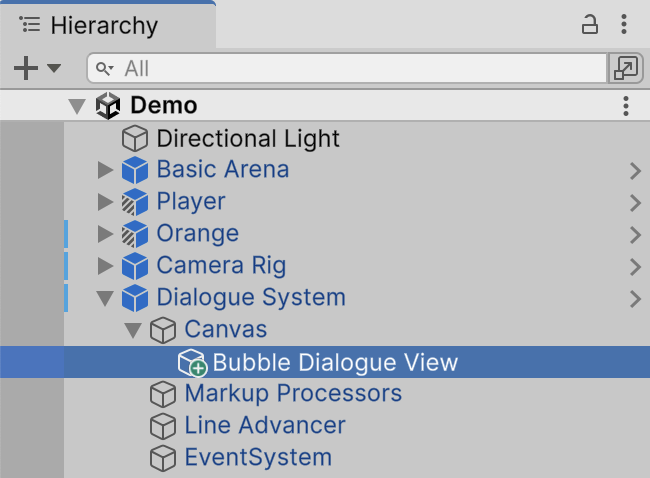 Hierarchy
All
Demo
Directional Light
Basic Arena
Player
Orange
Camera Rig
Dialogue System
Canvas
Bubble Dialogue View
Markup Processors
Line Advancer
EventSystem